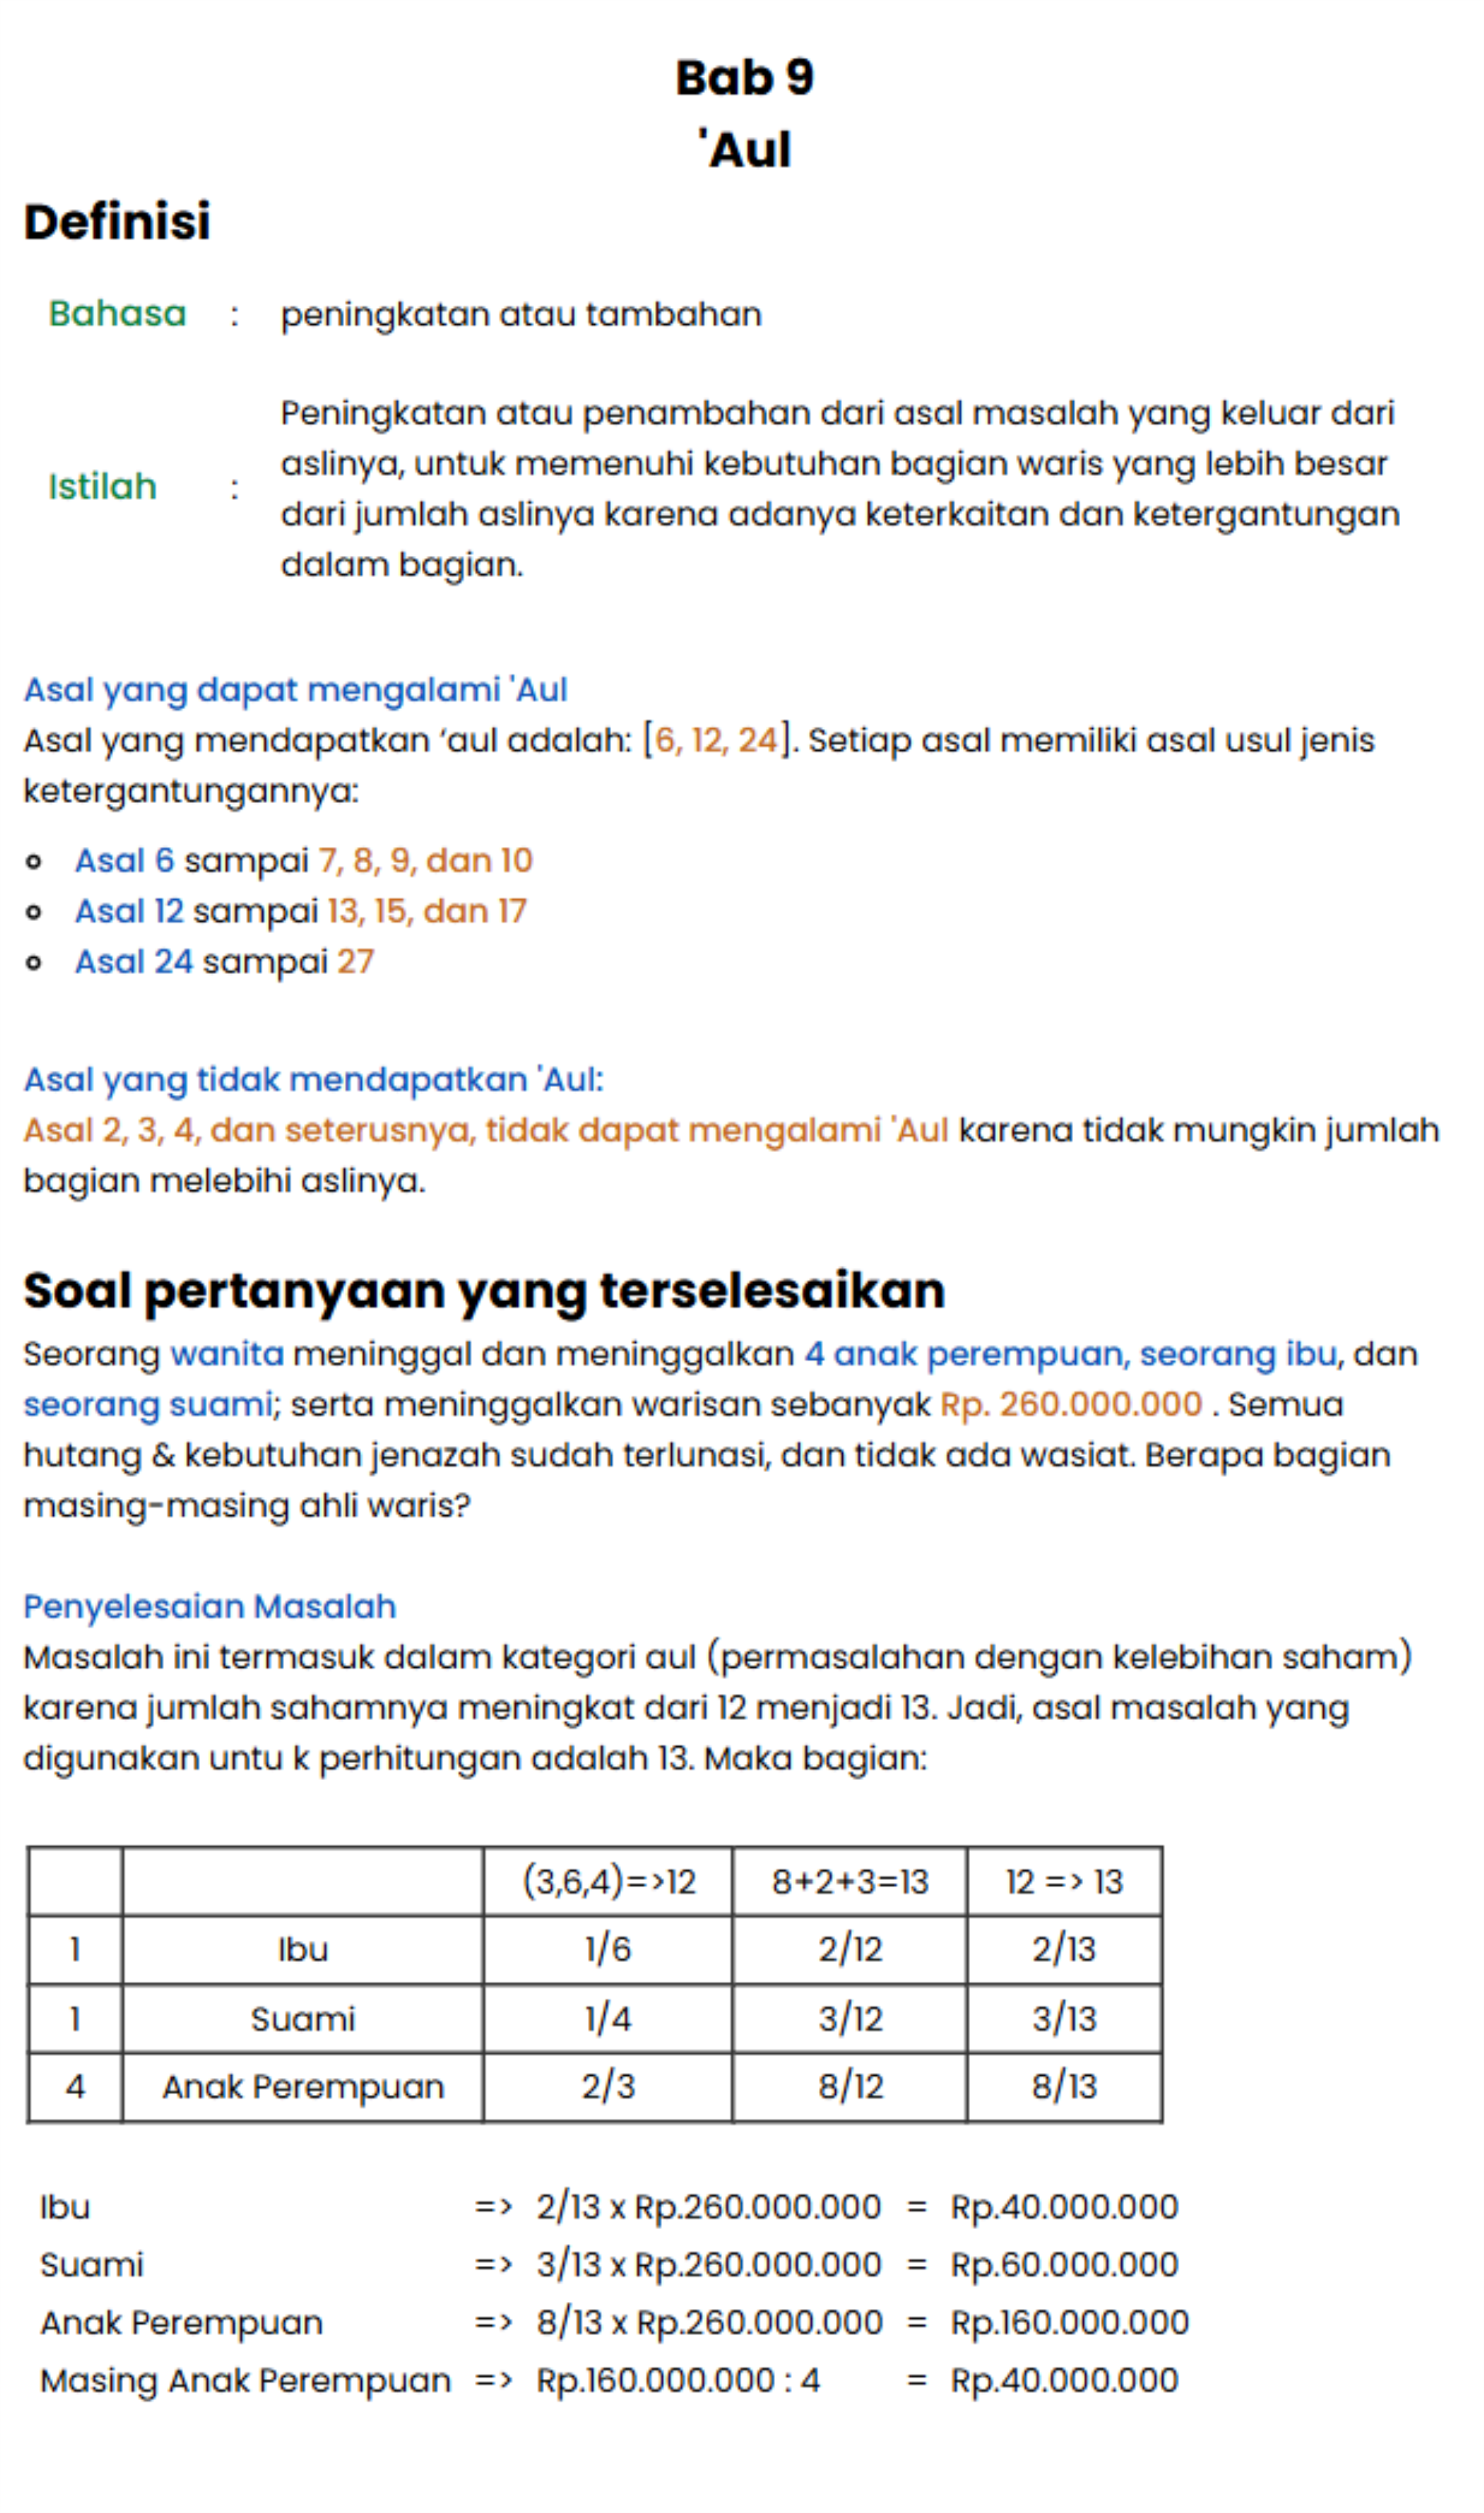 Bab 9
'Aul
Definisi
Bahasa : peningkatan atau tambahan
Peningkatan atau penambahan dari asal masalah yang keluar dari
aslinya, untuk memenuhi kebutuhan bagian waris yang lebih besar
Istilah :
dari jumlah aslinya karena adanya keterkaitan dan ketergantungan
dalam bagian.
Asal yang dapat mengalami 'Aul
Asal yang mendapatkan ‘aul adalah: [6, 12, 24]. Setiap asal memiliki asal usul jenis
ketergantungannya:
Asal 6 sampai 7, 8, 9, dan 10
Asal 12 sampai 13, 15, dan 17
Asal 24 sampai 27
Asal yang tidak mendapatkan 'Aul:
Asal 2, 3, 4, dan seterusnya, tidak dapat mengalami 'Aul karena tidak mungkin jumlah
bagian melebihi aslinya.
Soal pertanyaan yang terselesaikan
Seorang wanita meninggal dan meninggalkan 4 anak perempuan, seorang ibu, dan
seorang suami; serta meninggalkan warisan sebanyak Rp. 260.000.000 . Semua
hutang & kebutuhan jenazah sudah terlunasi, dan tidak ada wasiat. Berapa bagian
masing-masing ahli waris?
Penyelesaian Masalah
Masalah ini termasuk dalam kategori aul (permasalahan dengan kelebihan saham)
karena jumlah sahamnya meningkat dari 12 menjadi 13. Jadi, asal masalah yang
digunakan untu k perhitungan adalah 13. Maka bagian:
(3,6,4)=>12 8+2+3=13 12 => 13
1 Ibu 1/6 2/12 2/13
1 Suami 1/4 3/12 3/13
4 Anak Perempuan 2/3 8/12 8/13
Ibu => 2/13 x Rp.260.000.000 = Rp.40.000.000
Suami => 3/13 x Rp.260.000.000 = Rp.60.000.000
Anak Perempuan => 8/13 x Rp.260.000.000 = Rp.160.000.000
Masing Anak Perempuan => Rp.160.000.000 : 4 = Rp.40.000.000